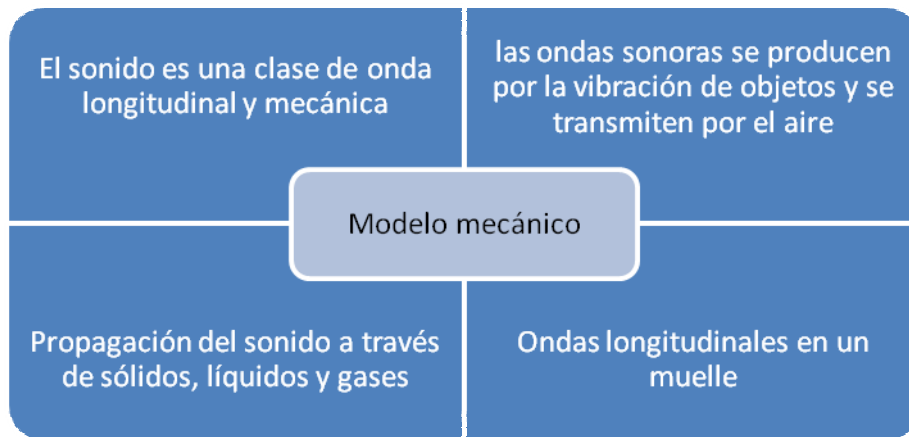 El sonido es una clase de onda
longitudinal y mecánica
las ondas sonoras se producen
por la vibración de objetos y se
transmiten por el aire
Modelo mecánico
Propagación del sonido a través
de sólidos, líquidos y gases
Ondas longitudinales en un
muelle